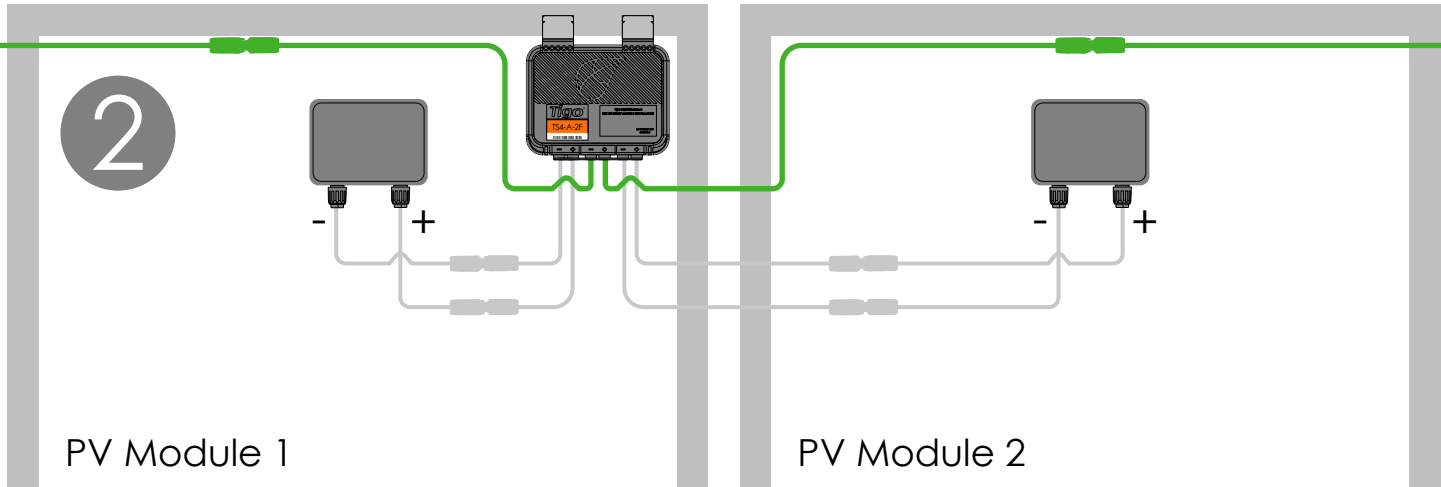 2
Tigo
TS4-A-2F
- + - + - +
- +
- +
PV Module 1
PV Module 2